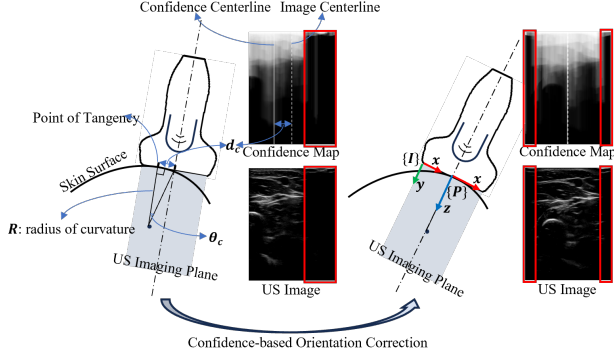 Confidence Centerline
Image Centerline
Point of Tangency
d_c
Skin Surface
R: radius of curvature
θ_c
US Imaging Plane
Confidence Map
US Image
{I}
x
y
{P}
x
z
US Imaging Plane
Confidence Map
US Image
Confidence-based Orientation Correction